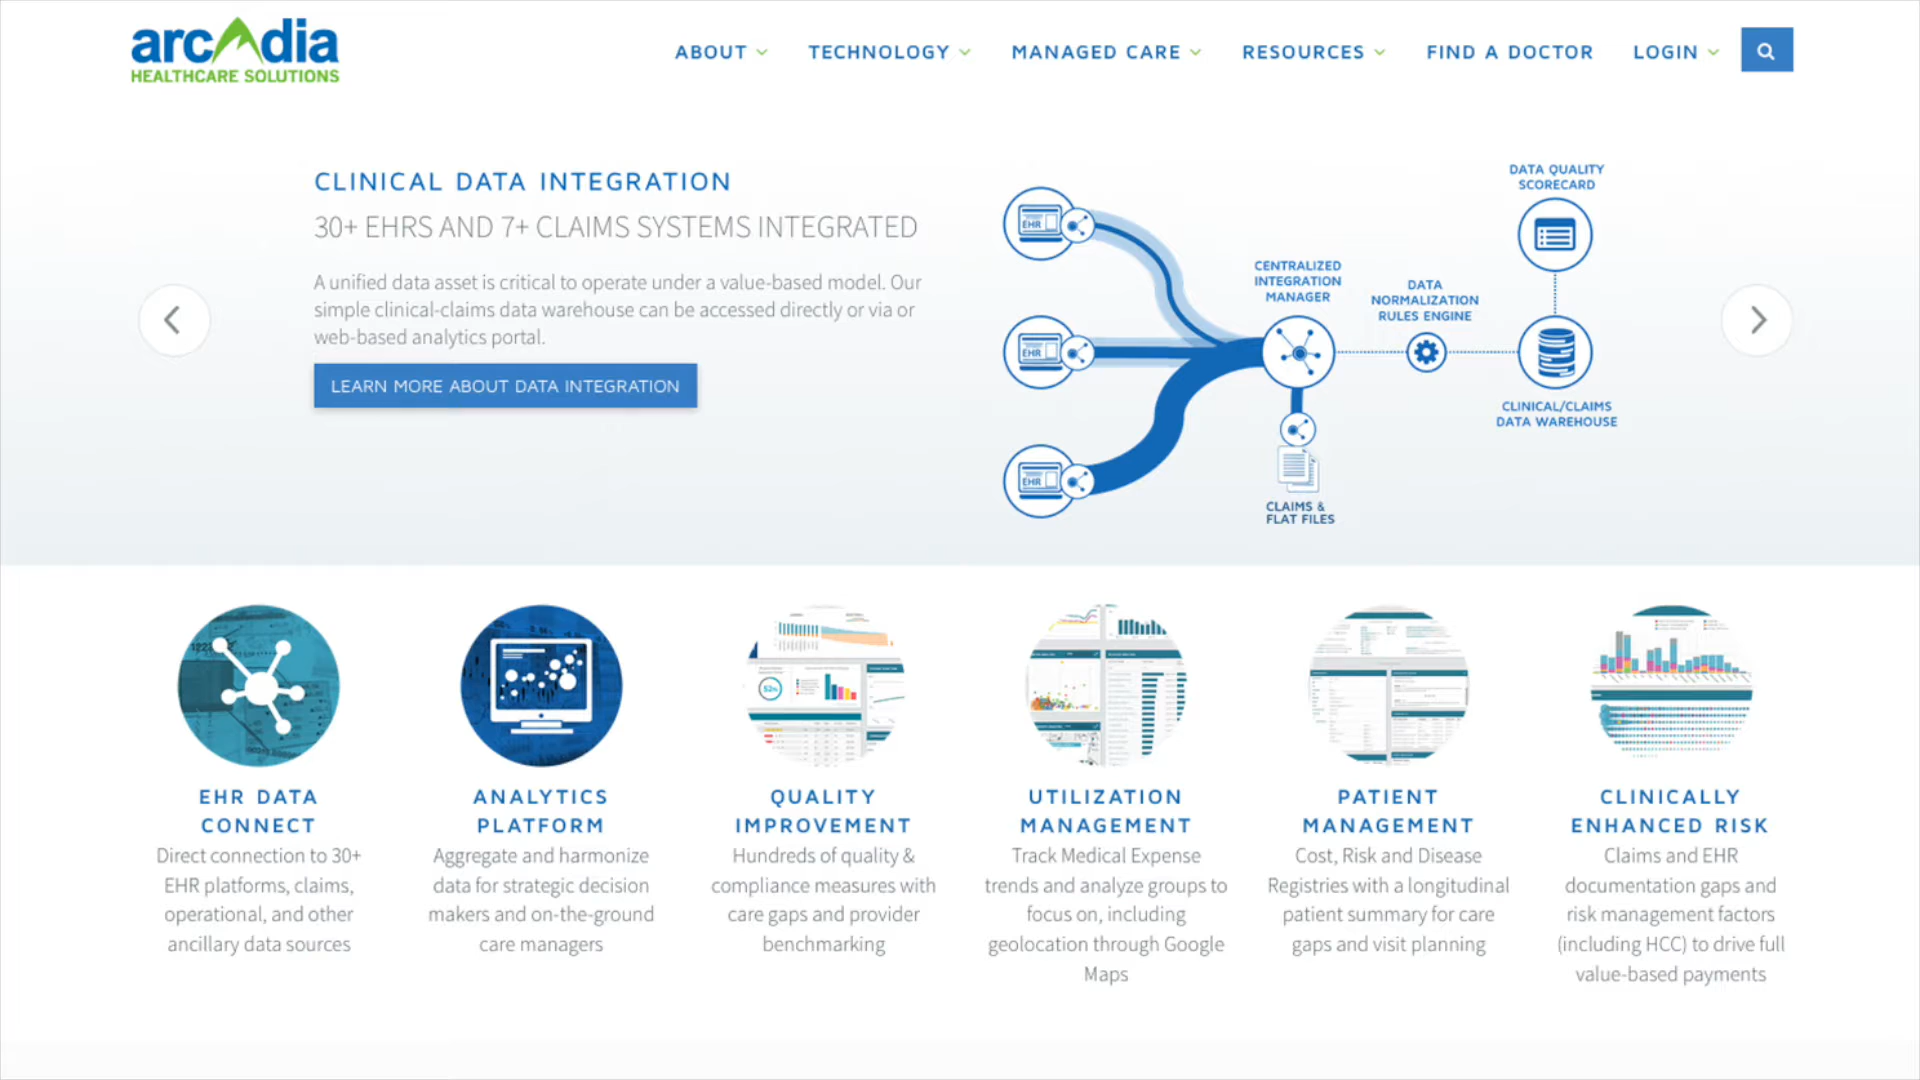 arcadia
HEALTHCARE SOLUTIONS
ABOUT
TECHNOLOGY
MANAGED CARE
RESOURCES
FIND A DOCTOR
LOGIN
CLINICAL DATA INTEGRATION
30+ EHRS AND 7+ CLAIMS SYSTEMS INTEGRATED
A unified data asset is critical to operate under a value-based model. Our
simple clinical-claims data warehouse can be accessed directly or via or
web-based analytics portal.
LEARN MORE ABOUT DATA INTEGRATION
EHR
EHR
EHR
CENTRALIZED
INTEGRATION
MANAGER
CLAIMS &
FLAT FILES
DATA
NORMALIZATION
RULES ENGINE
DATA QUALITY
SCORECARD
CLINICAL/CLAIMS
DATA WAREHOUSE
EHR DATA
CONNECT
Direct connection to 30+
EHR platforms, claims,
operational, and other
ancillary data sources
ANALYTICS
PLATFORM
Aggregate and harmonize
data for strategic decision
makers and on-the-ground
care managers
52%
QUALITY
IMPROVEMENT
Hundreds of quality &
compliance measures with
care gaps and provider
benchmarking
UTILIZATION
MANAGEMENT
Track Medical Expense
trends and analyze groups to
focus on, including
geolocation through Google
Maps
PATIENT
MANAGEMENT
Cost, Risk and Disease
Registries with a longitudinal
patient summary for care
gaps and visit planning
CLINICALLY
ENHANCED RISK
Claims and EHR
documentation gaps and
risk management factors
(including HCC) to drive full
value-based payments